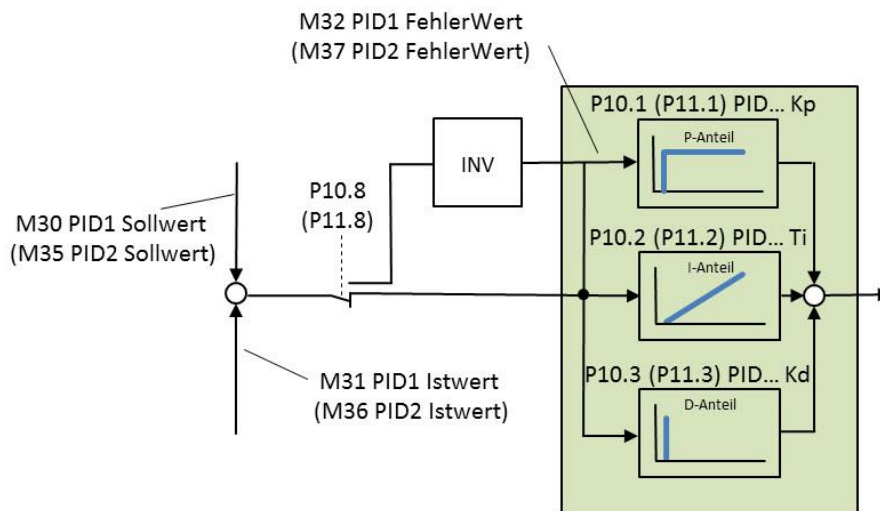 M32 PID1 FehlerWert
(M37 PID2 FehlerWert)
P10.1 (P11.1) PID... Kp
P-Anteil
INV
P10.8
(P11.8)
M30 PID1 Sollwert
(M35 PID2 Sollwert)
P10.2 (P11.2) PID... Ti
I-Anteil
M31 PID1 Istwert
(M36 PID2 Istwert)
P10.3 (P11.3) PID... Kd
D-Anteil